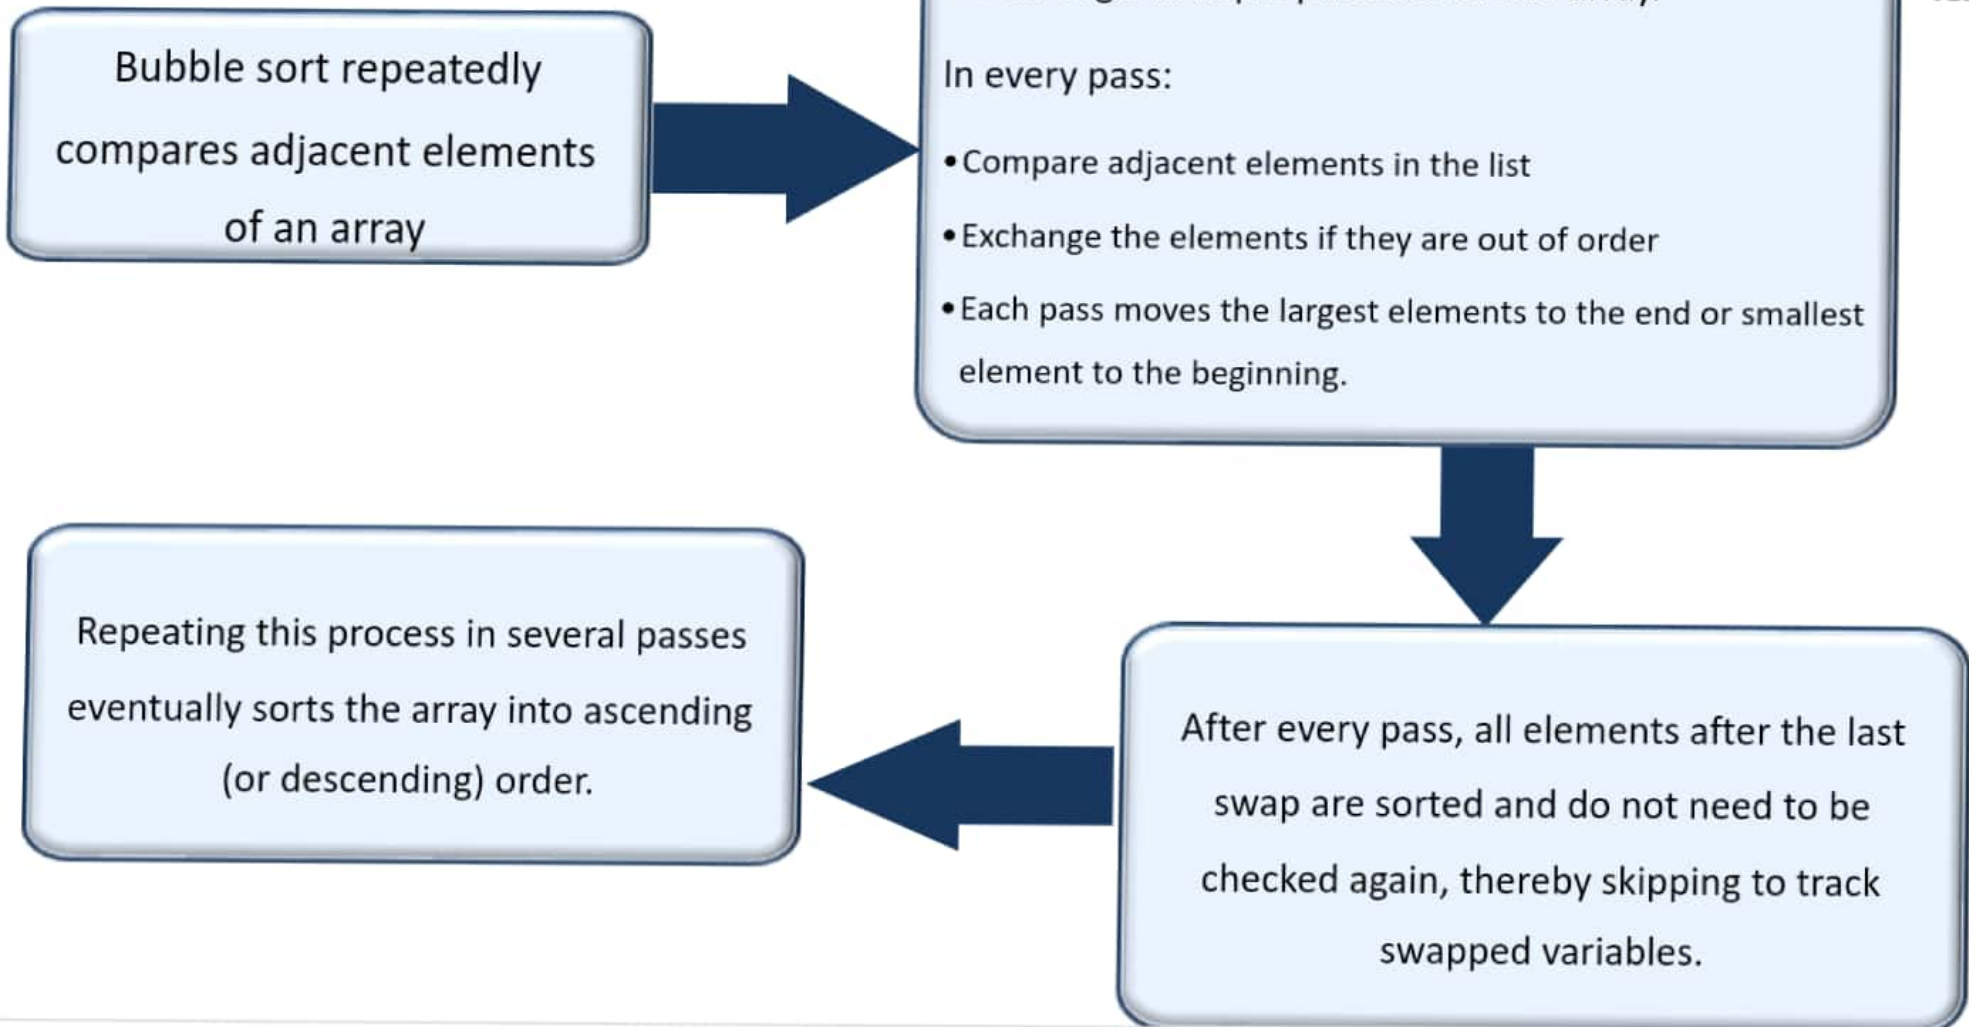 Bubble sort repeatedly
compares adjacent elements
of an array
In every pass:
•Compare adjacent elements in the list
•Exchange the elements if they are out of order
•Each pass moves the largest elements to the end or smallest
element to the beginning.
After every pass, all elements after the last
swap are sorted and do not need to be
checked again, thereby skipping to track
swapped variables.
Repeating this process in several passes
eventually sorts the array into ascending
(or descending) order.